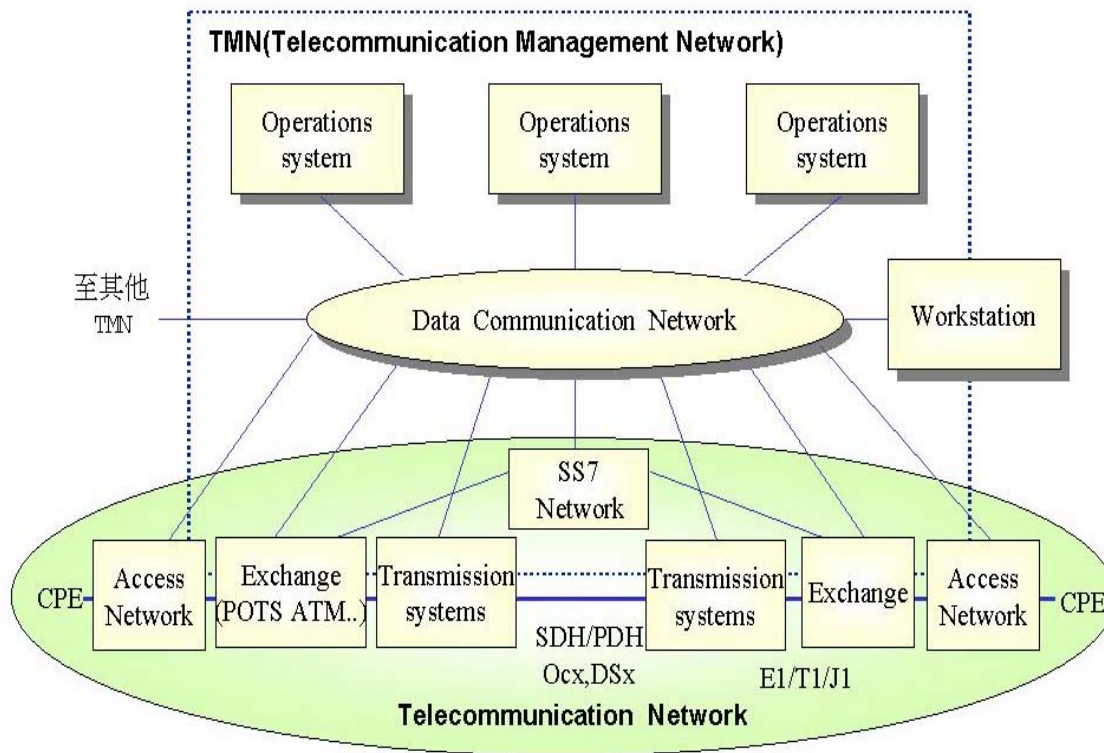 TMN(Telecommunication Management Network)
Operations
system
Operations
system
Operations
system
至其他
TMN
Data Communication Network
Workstation
SS7
Network
CPE
Access
Network
Exchange
(POTS ATM..)
Transmission
systems
Transmission
systems
Exchange
Access
Network
CPE
SDH/PDH
Ocx,DSx
E1/T1/J1
Telecommunication Network